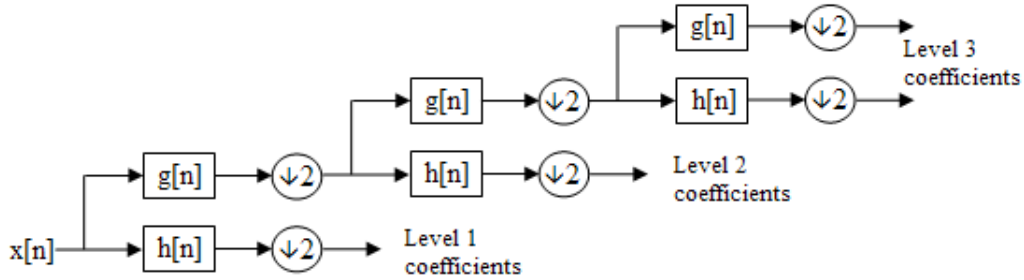 g[n] ↓2
Level 3
coefficients
g[n] ↓2 h[n] ↓2
g[n] ↓2 h[n] ↓2
Level 2
coefficients
x[n] h[n] ↓2
Level 1
coefficients